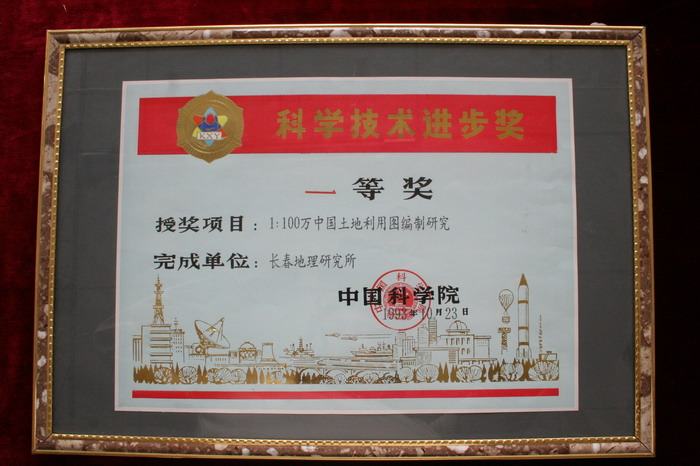 KXY
科学技术进步奖
一等奖
授奖项目：1:100万中国土地利用图编制研究
完成单位：长春地理研究所
中国科学院
1993年10月23日